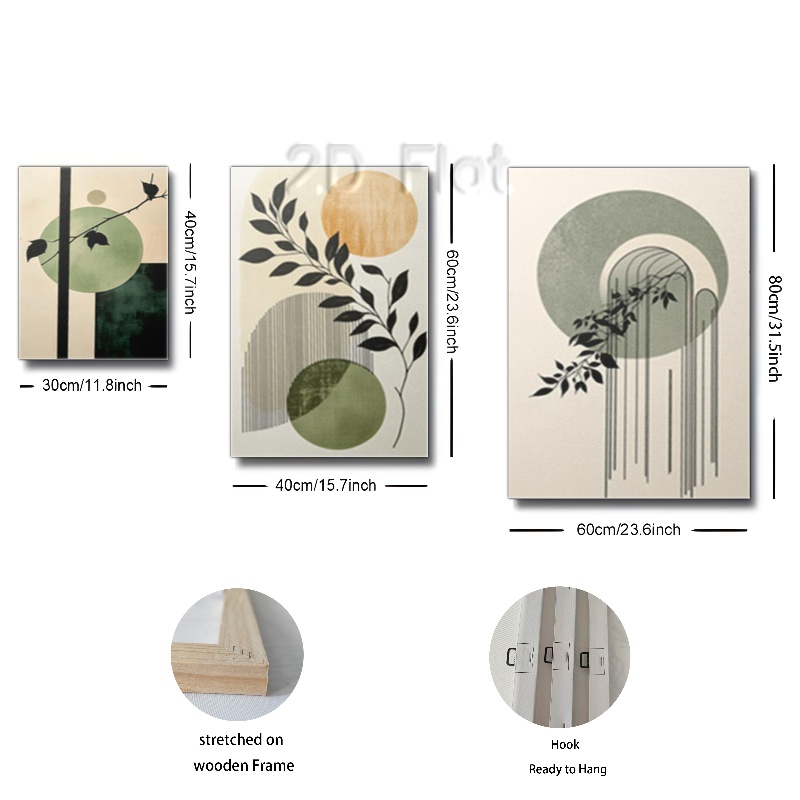 2D Flat
40cm/15.7inch
30cm/11.8inch
60cm/23.6inch
40cm/15.7inch
80cm/31.5inch
60cm/23.6inch
stretched on
wooden Frame
Hook
Ready to Hang